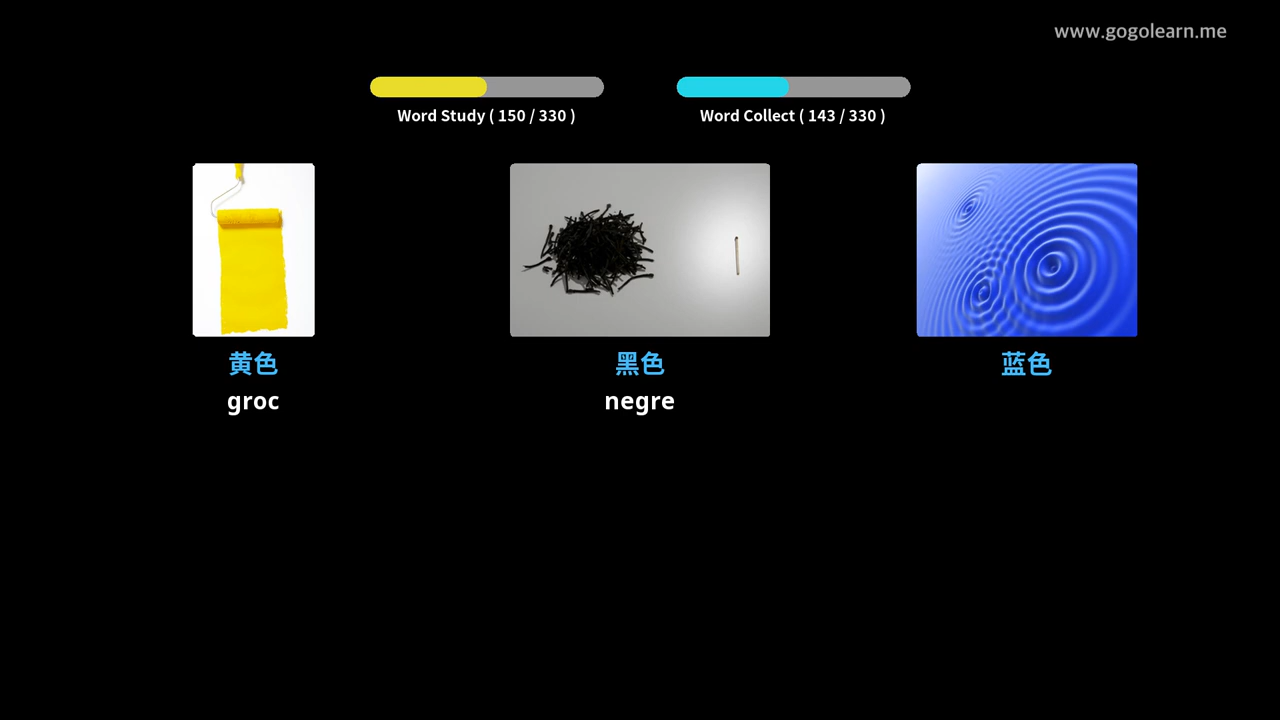 www.gogolearn.me
Word Study ( 150 / 330 )
Word Collect ( 143 / 330 )
黄色
黑色
蓝色
groc
negre